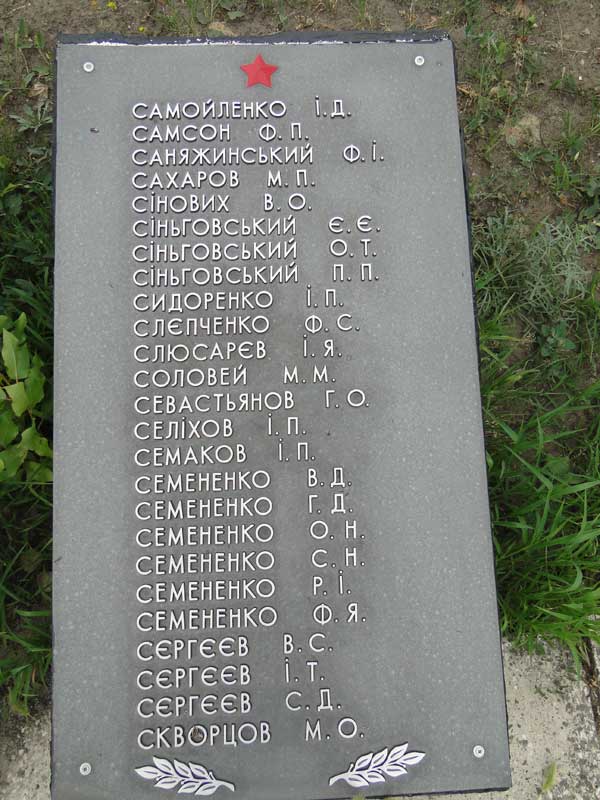 САМОЙЛЕНКО І.Д.
САМСОН Ф.П.
САНЯЖИНСЬКИЙ Ф.І.
САХАРОВ М.П.
СІНОВИХ В.О.
СІНЬГОВСЬКИЙ Є.Є.
СІНЬГОВСЬКИЙ О.Т.
СІНЬГОВСЬКИЙ П.П.
СИДОРЕНКО І.П.
СЛЄПЧЕНКО Ф.С.
СЛЮСАРЄВ І.Я.
СОЛОВЕЙ М.М.
СЕВАСТЬЯНОВ Г.О.
СЕЛІХОВ І.П.
СЕМАКОВ І.П.
СЕМЕНЕНКО В.Д.
СЕМЕНЕНКО Г.Д.
СЕМЕНЕНКО О.Н.
СЕМЕНЕНКО С.Н.
СЕМЕНЕНКО Р.І.
СЕМЕНЕНКО Ф.Я.
СЄРГЄЄВ В.С.
СЄРГЄЄВ І.Т.
СЄРГЄЄВ С.Д.
СКВОРЦОВ М.О.